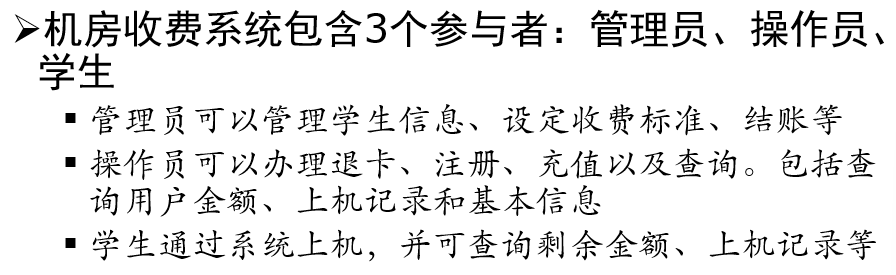 ➢机房收费系统包含3个参与者：管理员、操作员、
学生
▪ 管理员可以管理学生信息、设定收费标准、结账等
▪ 操作员可以办理退卡、注册、充值以及查询。包括查
询用户金额、上机记录和基本信息
▪ 学生通过系统上机，并可查询剩余金额、上机记录等